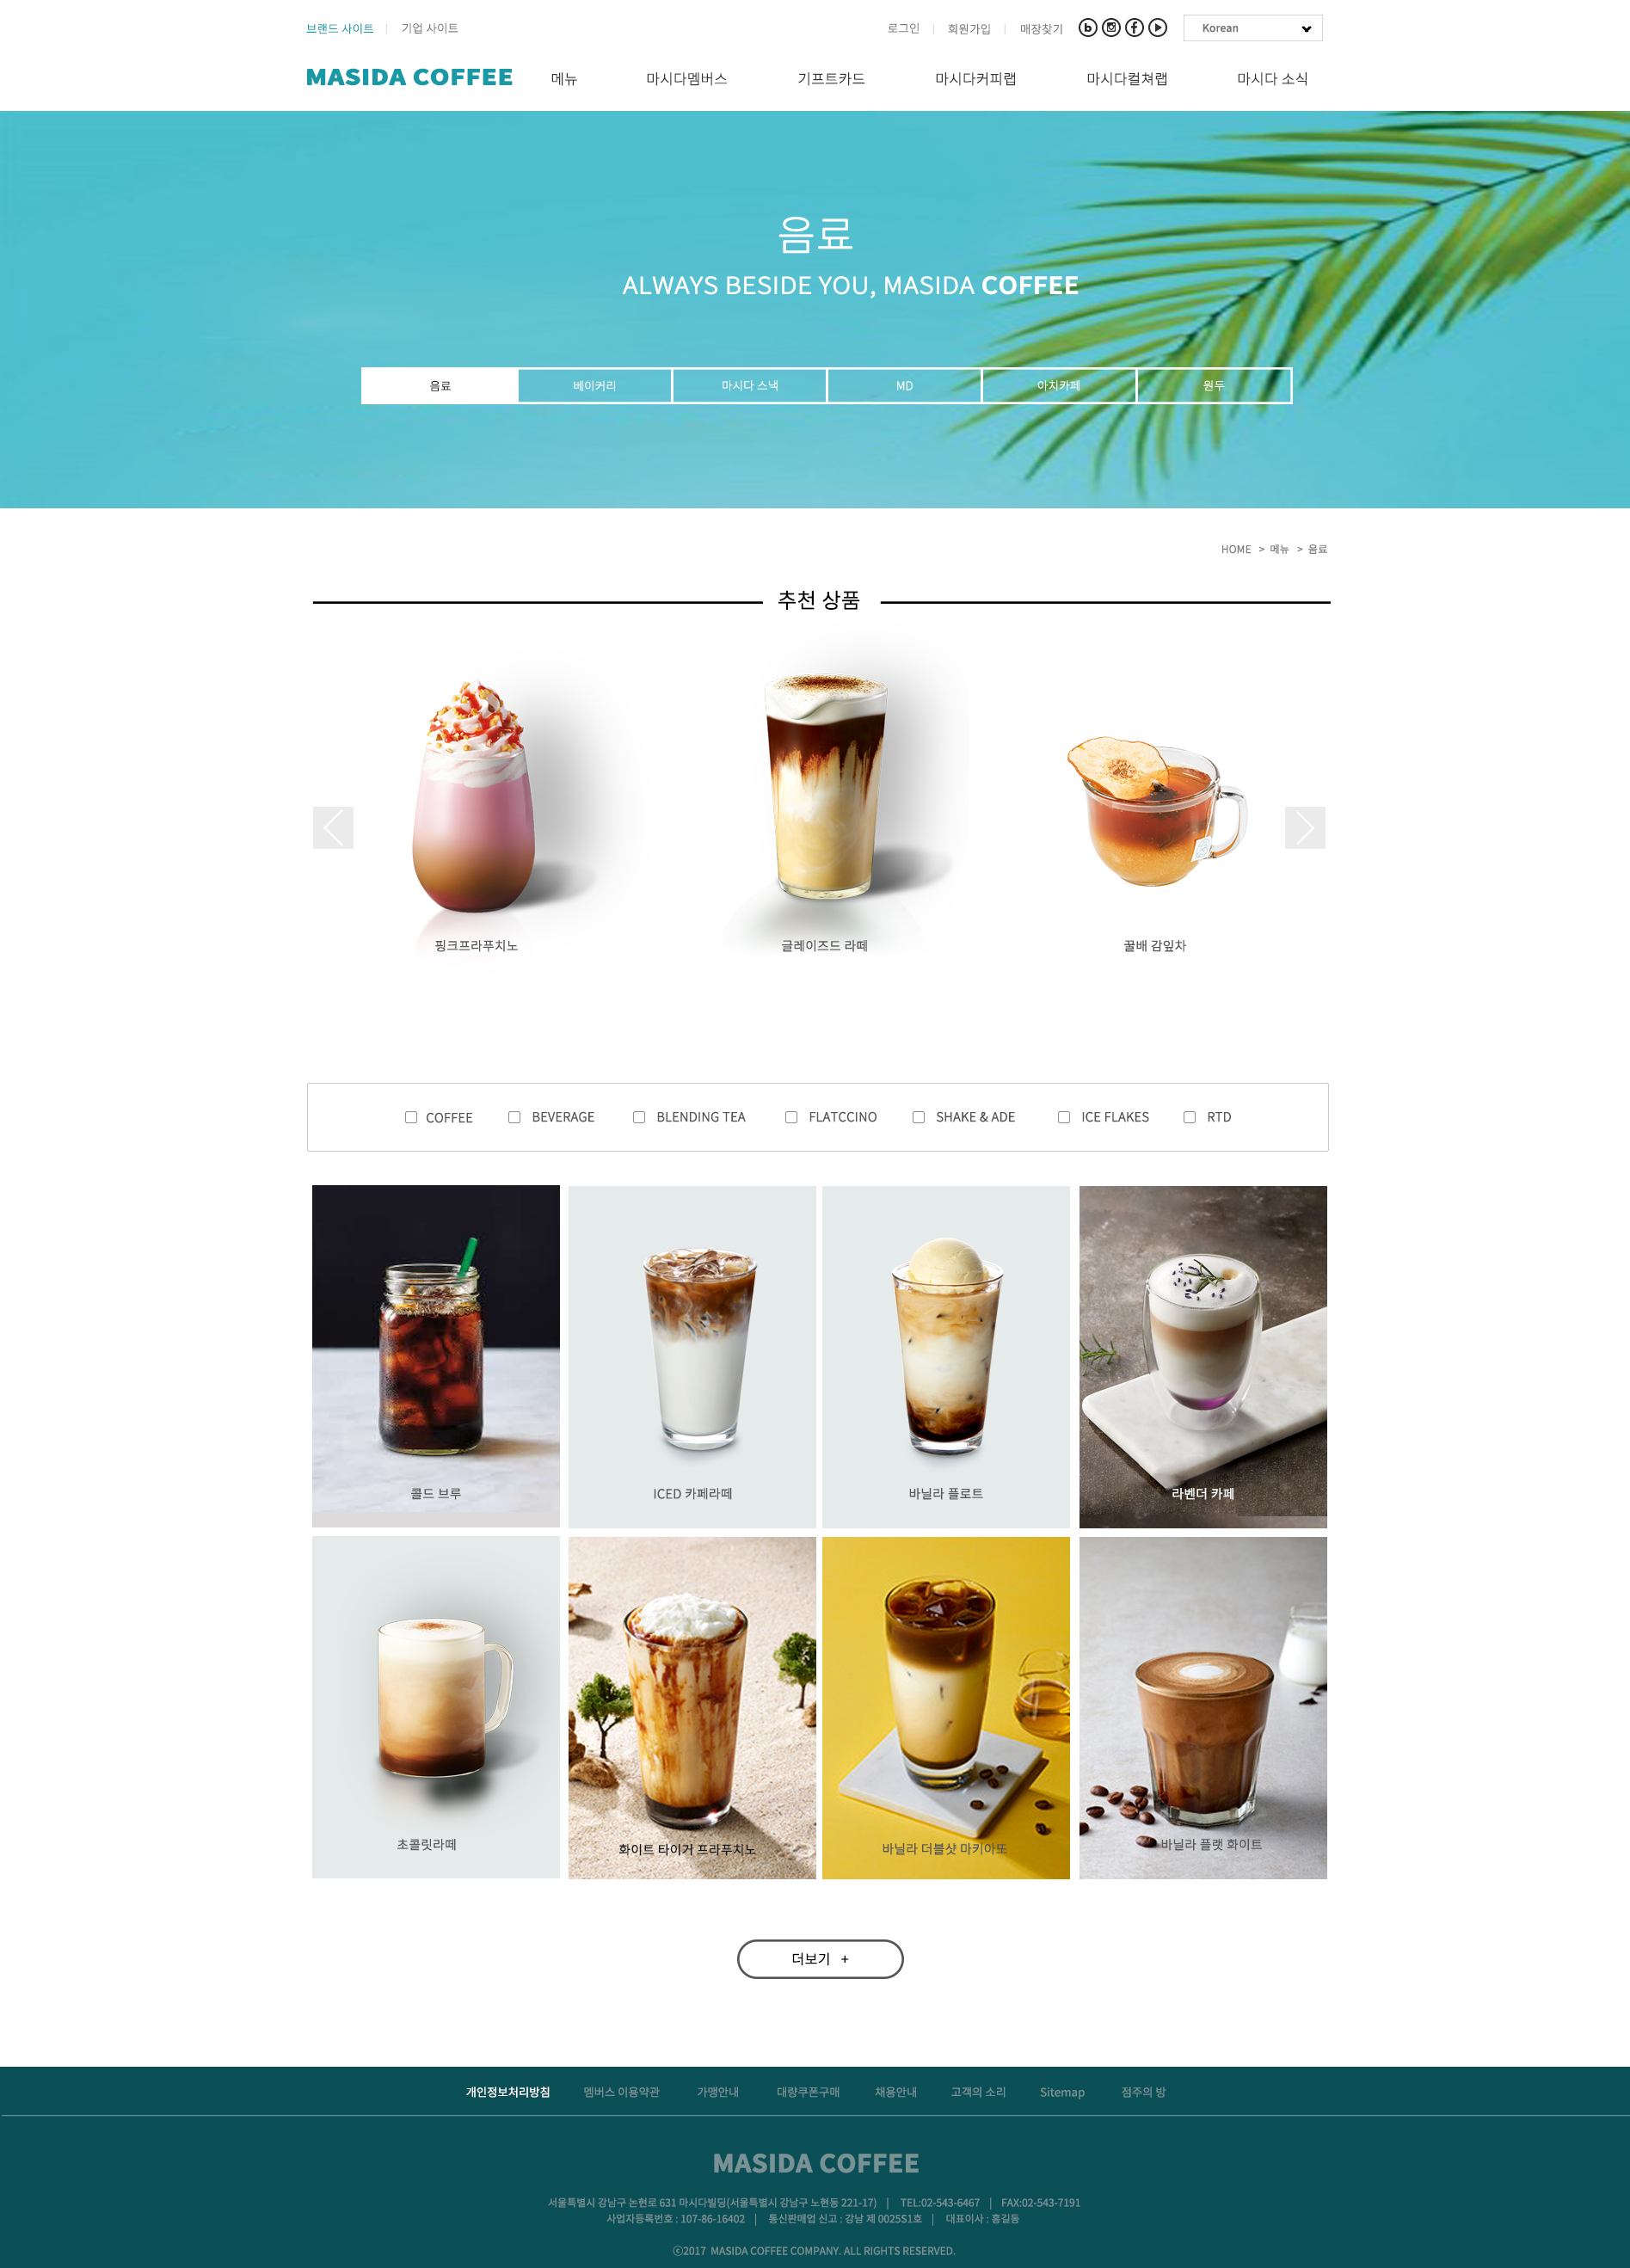 브랜드 사이트 | 기업 사이트
로그인 | 회원가입 | 매장찾기
Korean
MASIDA COFFEE
메뉴 마시다멤버스 기프트카드 마시다커피랩 마시다컬쳐랩 마시다 소식
음료
ALWAYS BESIDE YOU, MASIDA COFFEE
음료 베이커리 마시다 스낵 MD 아치카페 원두
HOME > 메뉴 > 음료
추천 상품
핑크프라푸치노 글레이즈드 라떼 꿀배 감잎차
COFFEE BEVERAGE BLENDING TEA FLATCCINO SHAKE & ADE ICE FLAKES RTD
콜드 브루 ICED 카페라떼 바닐라 플로트 라벤더 카페
초콜릿라떼 화이트 타이거 프라푸치노 바닐라 더블샷 마키아또 바닐라 플랫 화이트
더보기 +
개인정보처리방침 멤버스 이용약관 가맹안내 대량쿠폰구매 채용안내 고객의 소리 Sitemap 점주의 방
MASIDA COFFEE
서울특별시 강남구 논현로 631 마시다빌딩(서울특별시 강남구 노현동 221-17) | TEL:02-543-6467 | FAX:02-543-7191
사업자등록번호 : 107-86-16402 | 통신판매업 신고 : 강남 제 0025S1호 | 대표이사 : 홍길동
ⓒ2017 MASIDA COFFEE COMPANY. ALL RIGHTS RESERVED.